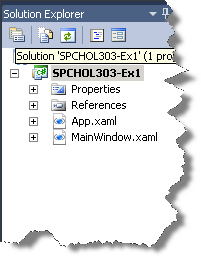 Solution Explorer
Solution 'SPCHOL303-Ex1' (1 pro
SPCHOL303-Ex1
Properties
References
App.xaml
MainWindow.xaml